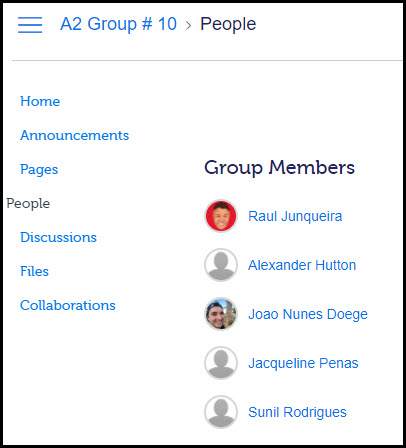 A2 Group # 10 › People
Home
Announcements
Pages
People
Discussions
Files
Collaborations
Group Members
Raul Junqueira
Alexander Hutton
Joao Nunes Doege
Jacqueline Penas
Sunil Rodrigues